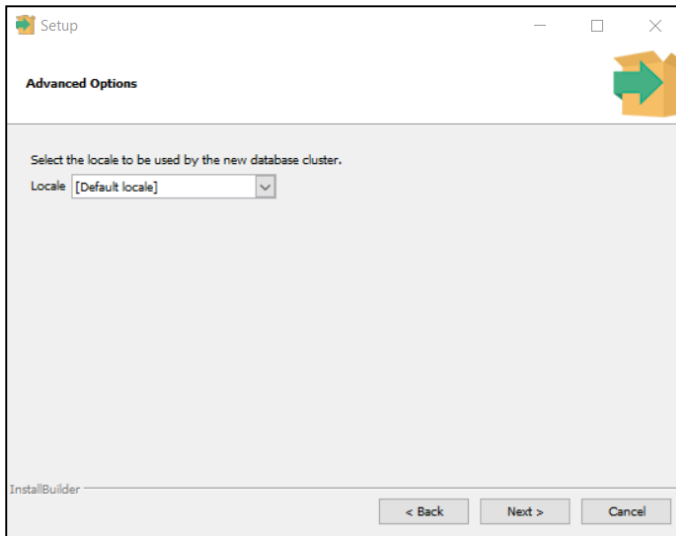 Setup
Advanced Options
Select the locale to be used by the new database cluster.
Locale [Default locale]
InstallBuilder
< Back Next > Cancel